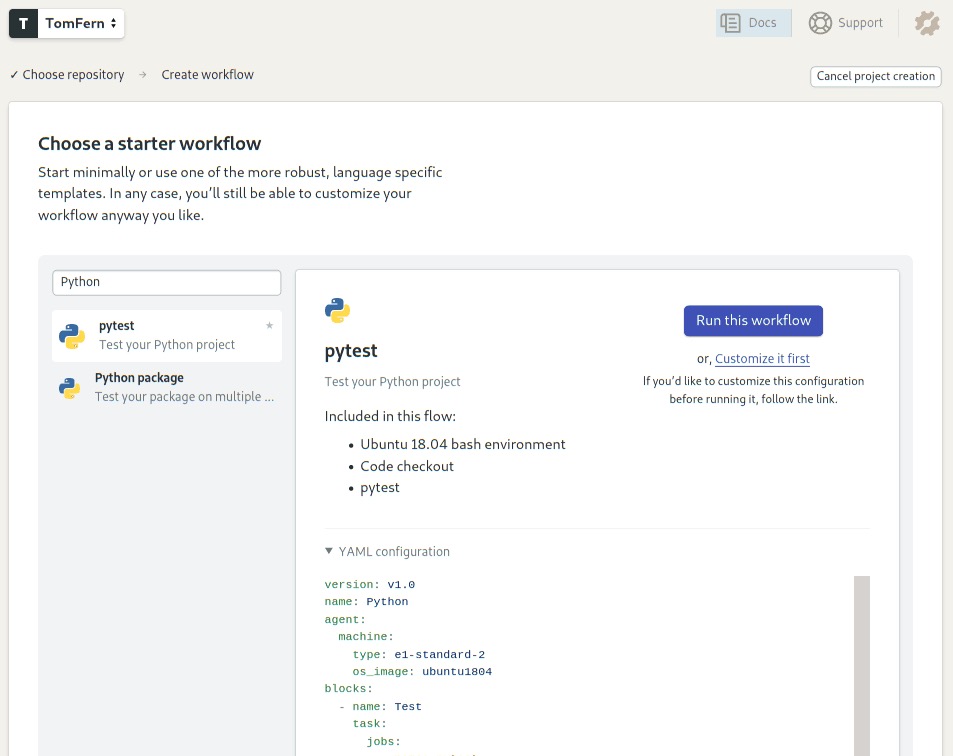 T TomFern
Docs
Support
✓ Choose repository → Create workflow
Cancel project creation
Choose a starter workflow
Start minimally or use one of the more robust, language specific
templates. In any case, you'll still be able to customize your
workflow anyway you like.
Python
pytest
Test your Python project
Python package
Test your package on multiple ...
pytest
Test your Python project
Run this workflow
or, Customize it first
If you'd like to customize this configuration
before running it, follow the link.
Included in this flow:
• Ubuntu 18.04 bash environment
• Code checkout
• pytest
▼ YAML configuration
version: v1.0
name: Python
agent:
  machine:
    type: e1-standard-2
    os_image: ubuntu1804
blocks:
  - name: Test
    task:
      jobs: